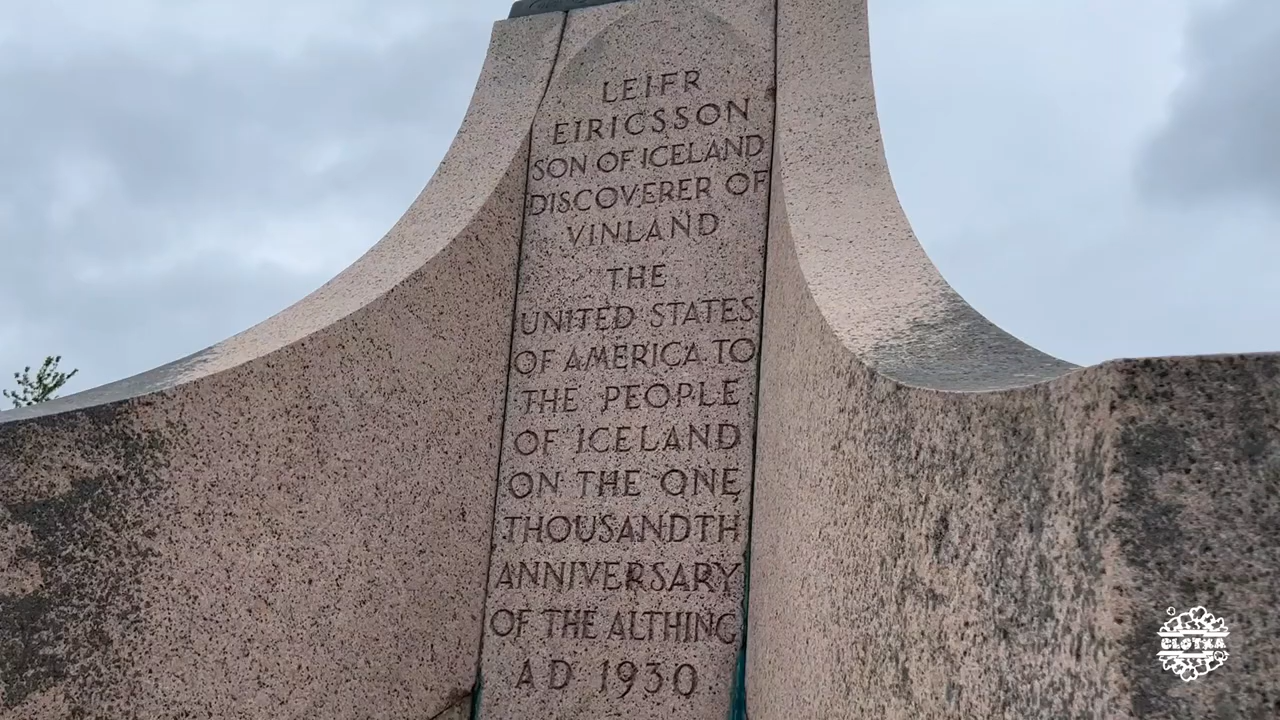 LEIFR
EIRICSSON
SON OF ICELAND
DISCOVERER OF
VINLAND
THE
UNITED STATES
OF AMERICA TO
THE PEOPLE
OF ICELAND
ON THE ONE
THOUSANDTH
ANNIVERSARY
OF THE ALTHING
AD 1930
CLOTKA